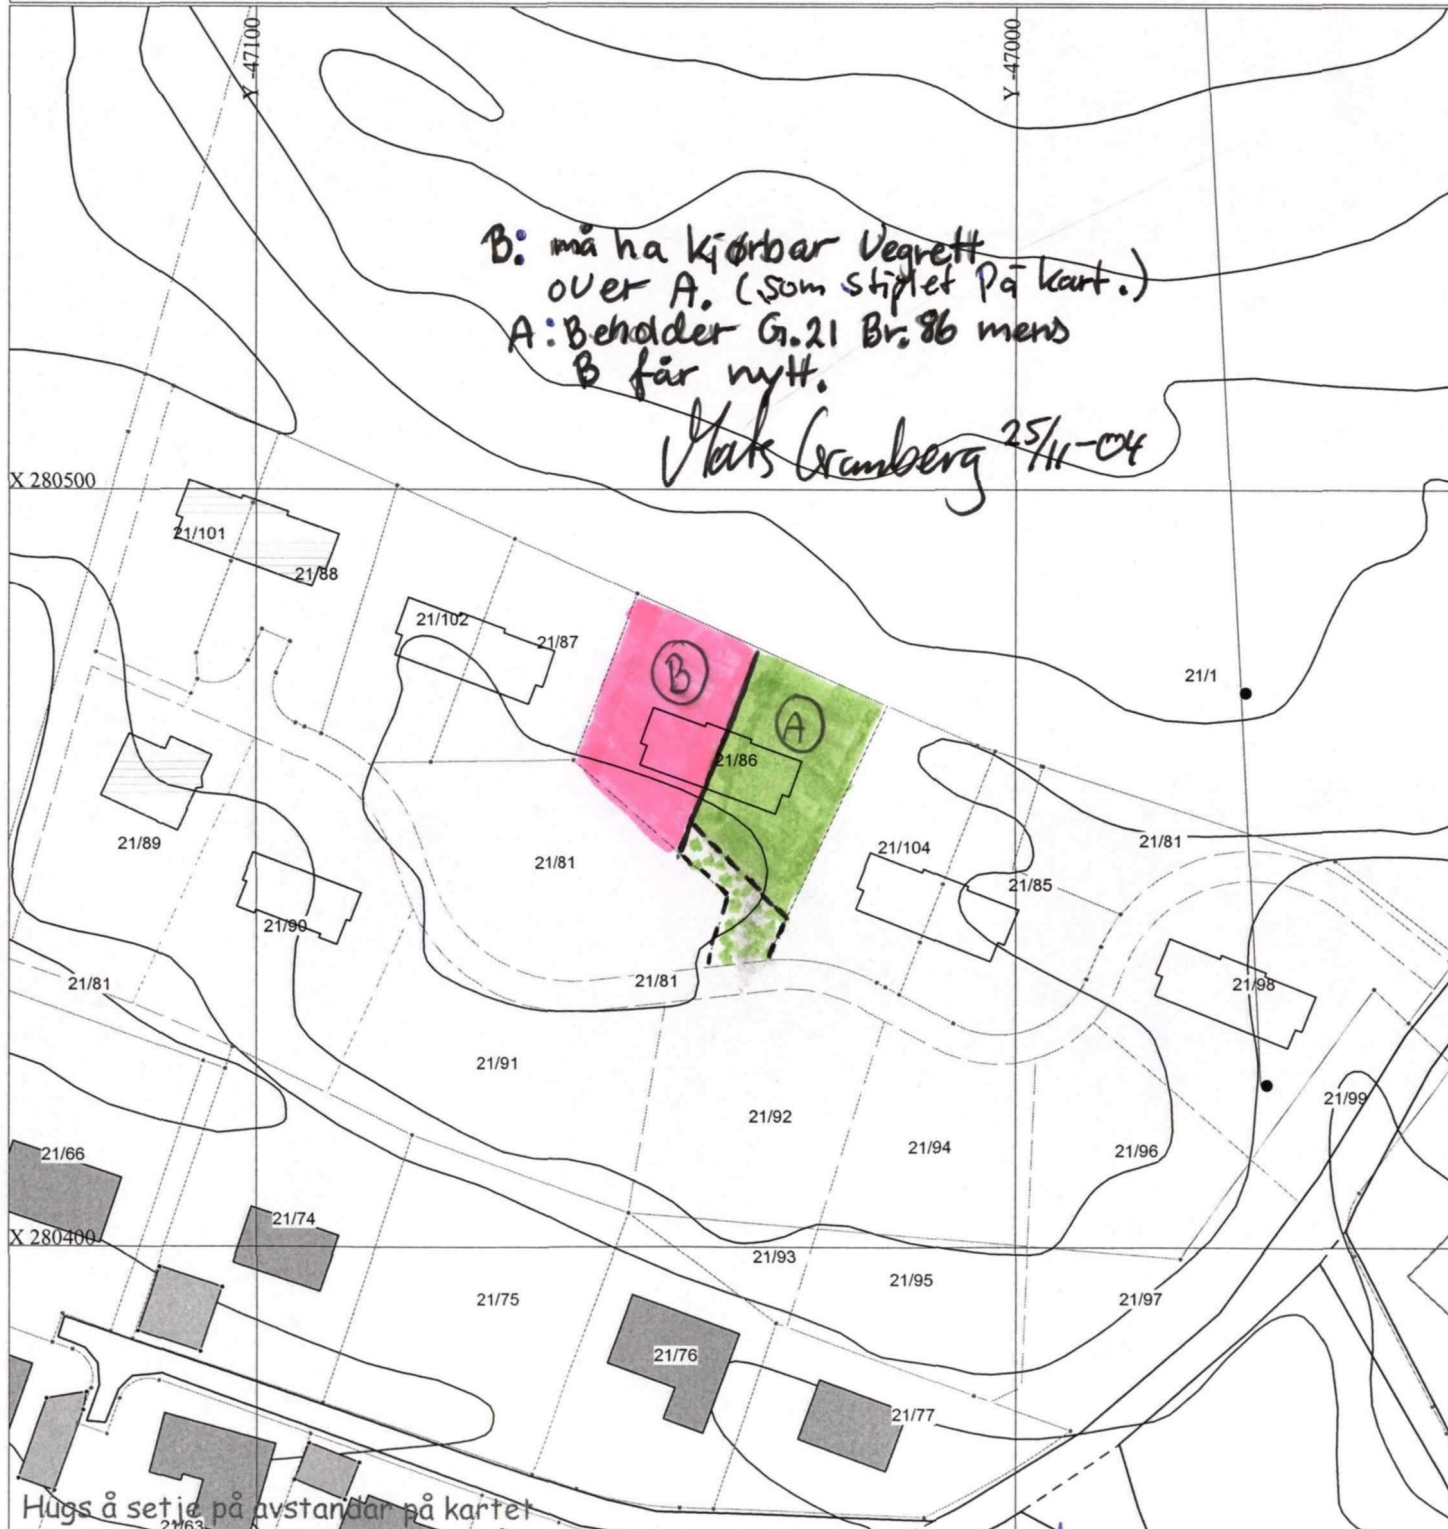 Y -47100
Y -47000
B: må ha kjørbar Vegrett
over A. (som stiplet På kart.)
A: Beholder G.21 Br. 86 mens
B får nytt.
Mats Gramberg 25/11-04
X 280500
21/101
21/88
21/102
21/87
B
21/1
A
21/86
21/89
21/81
21/104
21/81
21/85
21/90
21/81
21/81
21/98
21/91
21/99
21/92
21/94
21/96
21/66
21/74
X 280400
21/93
21/95
21/75
21/97
21/76
21/77
Hugs å setje på avstandar på kartet
21/63